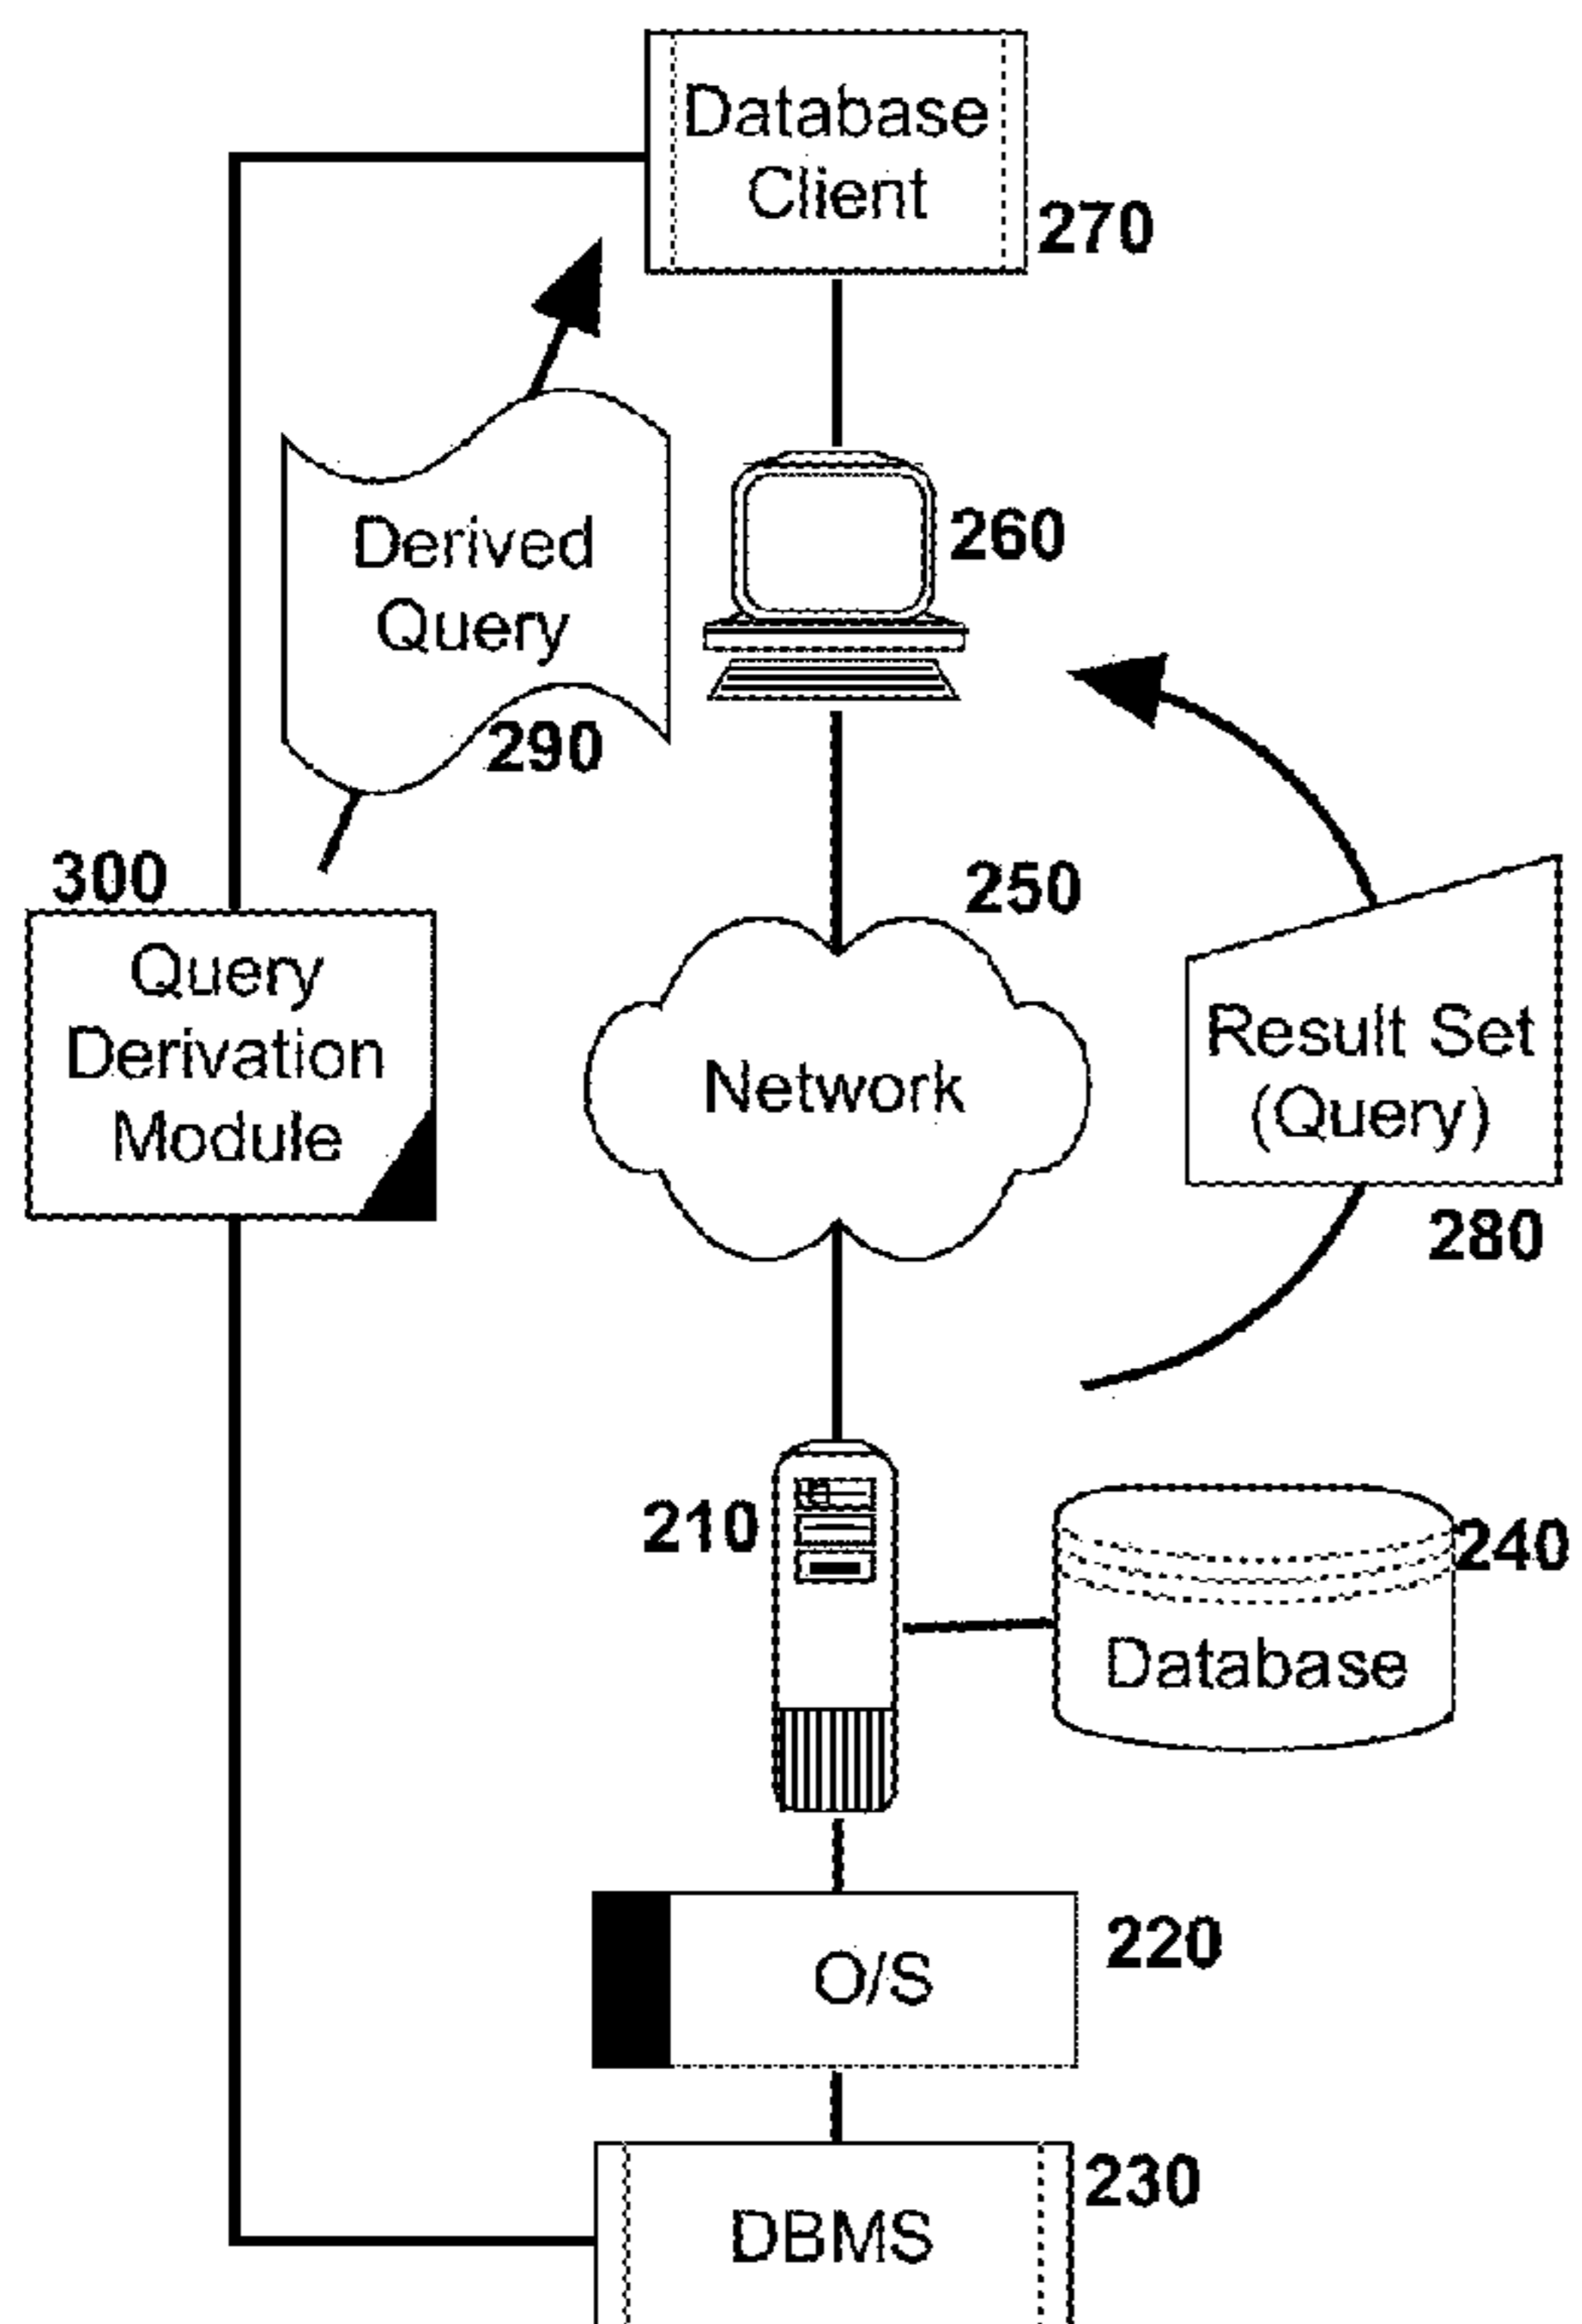 Database
Client
270
Derived
Query
290
260
300
Query
Derivation
Module
250
Network
Result Set
(Query)
280
210
240
Database
O/S
220
DBMS
230